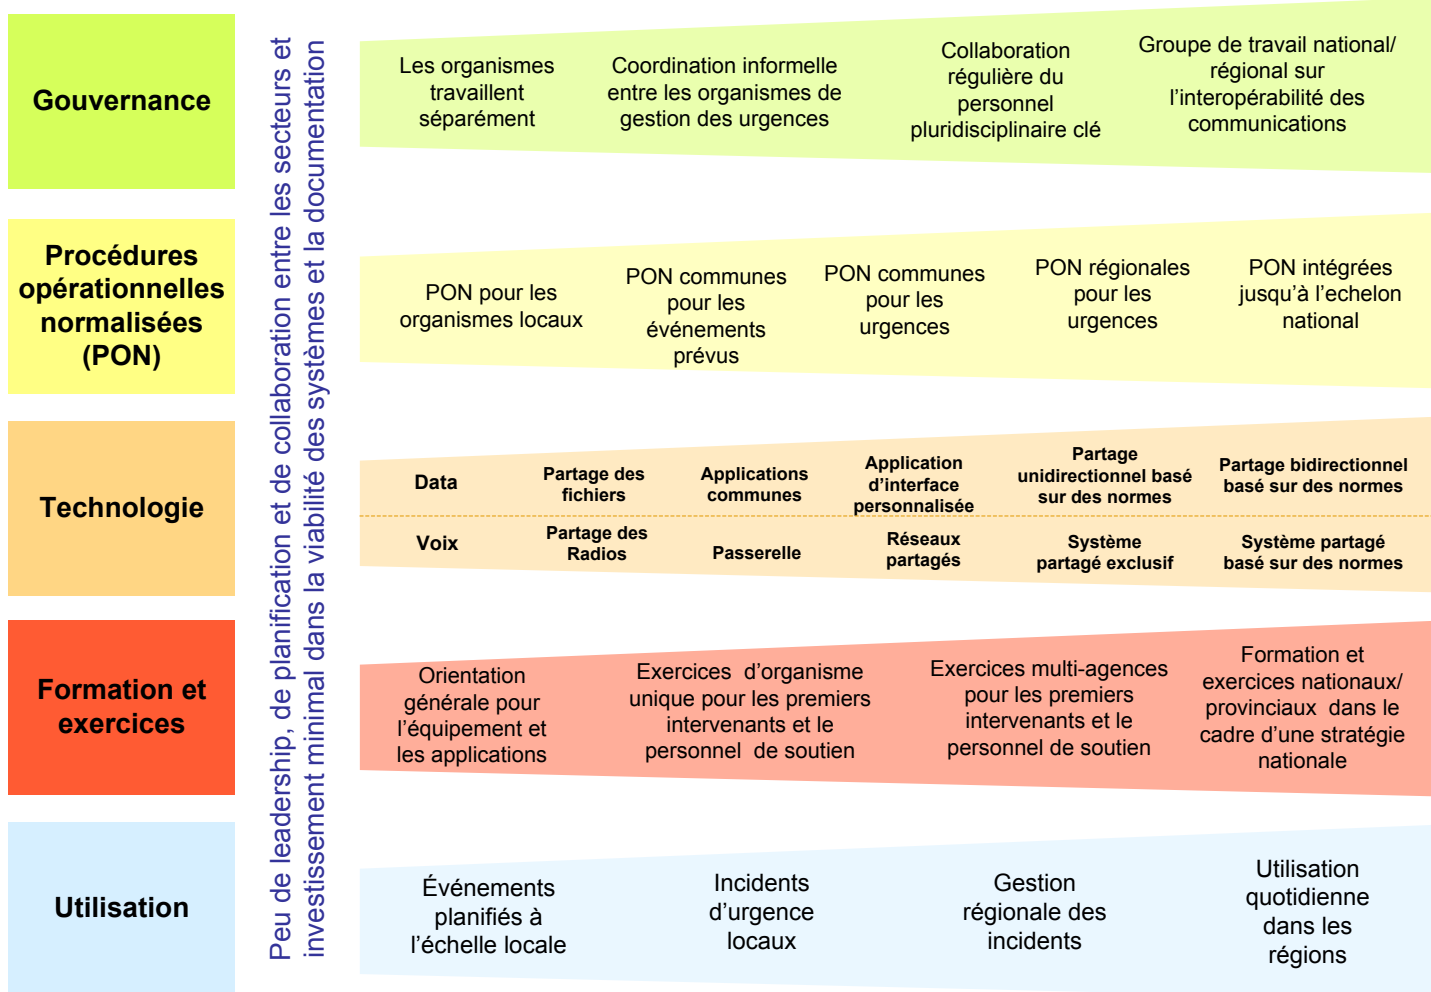 Gouvernance
Peu de leadership, de planification et de collaboration entre les secteurs et
investissement minimal dans la viabilité des systèmes et la documentation
Les organismes
travaillent
séparément
Coordination informelle
entre les organismes de
gestion des urgences
Collaboration
régulière du
personnel
pluridisciplinaire clé
Groupe de travail national/
régional sur
l’interopérabilité des
communications
Procédures
opérationnelles
normalisées
(PON)
PON pour les
organismes locaux
PON communes
pour les
événements
prévus
PON communes
pour les
urgences
PON régionales
pour les
urgences
PON intégrées
jusqu’à l’echelon
national
Technologie
Data
Partage des
fichiers
Applications
communes
Application
d’interface
personnalisée
Partage
unidirectionnel basé
sur des normes
Partage bidirectionnel
basé sur des normes
Voix
Partage des
Radios
Passerelle
Réseaux
partagés
Système
partagé exclusif
Système partagé
basé sur des normes
Formation et
exercices
Orientation
générale pour
l’équipement et
les applications
Exercices d’organisme
unique pour les premiers
intervenants et le
personnel de soutien
Exercices multi-agences
pour les premiers
intervenants et le
personnel de soutien
Formation et
exercices nationaux/
provinciaux dans le
cadre d’une stratégie
nationale
Utilisation
Événements
planifiés à
l’échelle locale
Incidents
d’urgence
locaux
Gestion
régionale des
incidents
Utilisation
quotidienne
dans les
régions